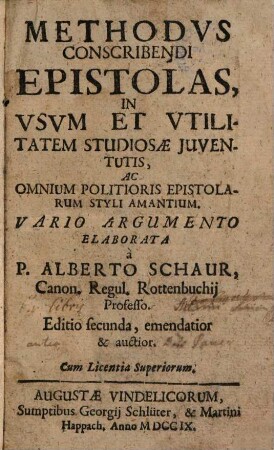 METHODVS
CONSCRIBENDI
EPISTOLAS,
IN
VSVM ET VTILI-
TATEM STUDIOSÆ JUVEN-
TUTIS,
AC
OMNIUM POLITIORIS EPISTOLA-
RUM STYLI AMANTIUM.
VARIO ARGUMENTO
ELABORATA
à
P. ALBERTO SCHAUR,
Canon. Regul. Rottenbuchij
Professo.
Editio secunda, emendatior
& auctior.
Cum Licentia Superiorum.
AUGUSTÆ VINDELICORUM,
Sumptibus Georgij Schlüter, & Martini
Happach, Anno MDCCIX.